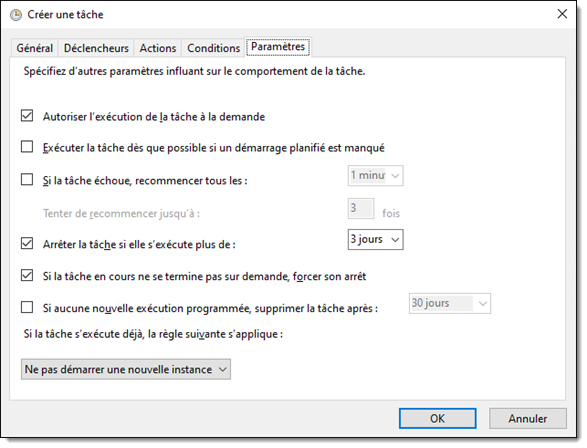 Créer une tâche
Général Déclencheurs Actions Conditions Paramètres
Spécifiez d'autres paramètres influant sur le comportement de la tâche.
Autoriser l'exécution de la tâche à la demande
Exécuter la tâche dès que possible si un démarrage planifié est manqué
Si la tâche échoue, recommencer tous les : 1 minu
Tenter de recommencer jusqu'à : 3 fois
Arrêter la tâche si elle s'exécute plus de : 3 jours
Si la tâche en cours ne se termine pas sur demande, forcer son arrêt
Si aucune nouvelle exécution programmée, supprimer la tâche après : 30 jours
Si la tâche s'exécute déjà, la règle suivante s'applique :
Ne pas démarrer une nouvelle instance
OK Annuler